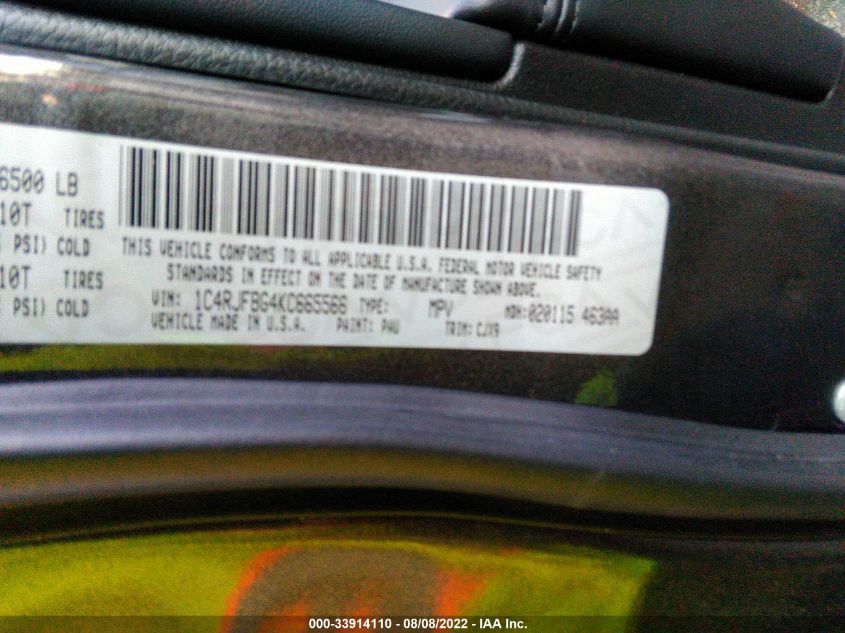 6500 LB
10T TIRES
PSI) COLD
10T TIRES
PSI) COLD
THIS VEHICLE CONFORMS TO ALL APPLICABLE U.S.A. FEDERAL MOTOR VEHICLE SAFETY
STANDARDS IN EFFECT ON THE DATE OF MANUFACTURE SHOWN ABOVE.
VIN: 1C4RJFBG4KC665566 TYPE: MPV MDH:020115 463AA
VEHICLE MADE IN U.S.A. PAINT: PAU TRIM: CJX9
000-33914110 - 08/08/2022 - IAA Inc.